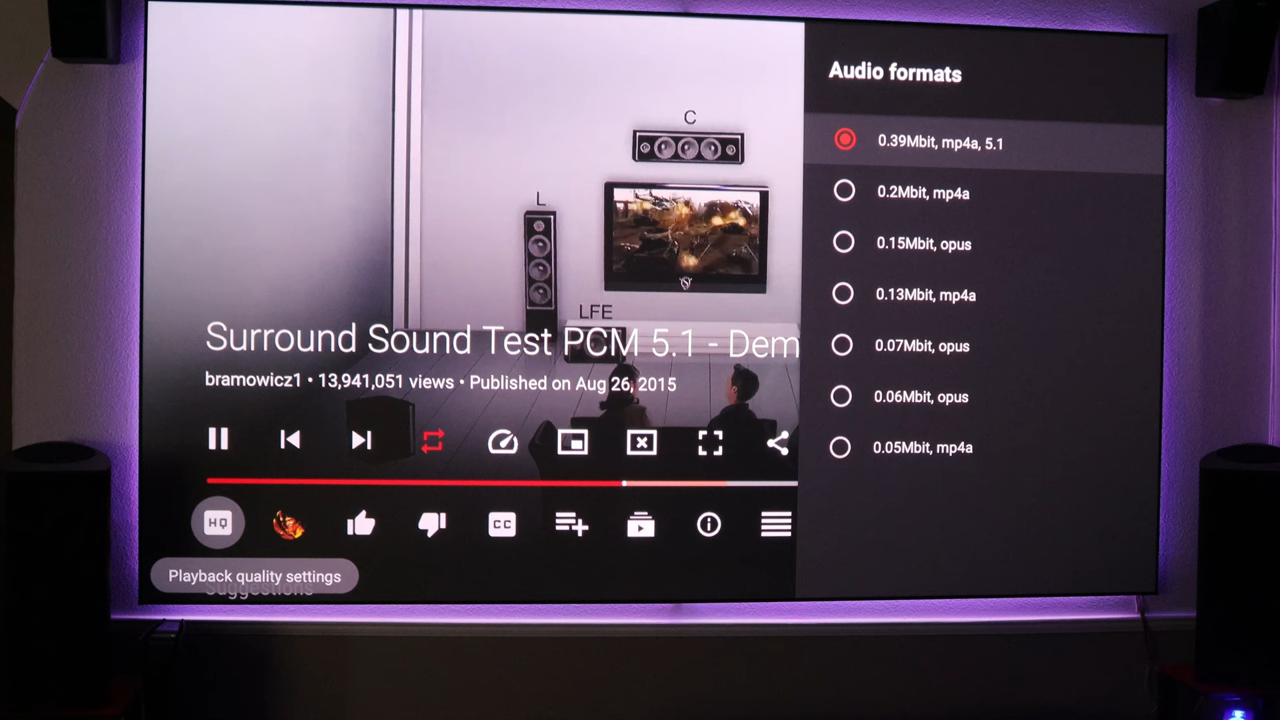 C
L
LFE
Surround Sound Test PCM 5.1 - Dem
bramowicz1 • 13,941,051 views • Published on Aug 26, 2015
HQ
CC
Playback quality settings
Suggestions
Audio formats
0.39Mbit, mp4a, 5.1
0.2Mbit, mp4a
0.15Mbit, opus
0.13Mbit, mp4a
0.07Mbit, opus
0.06Mbit, opus
0.05Mbit, mp4a